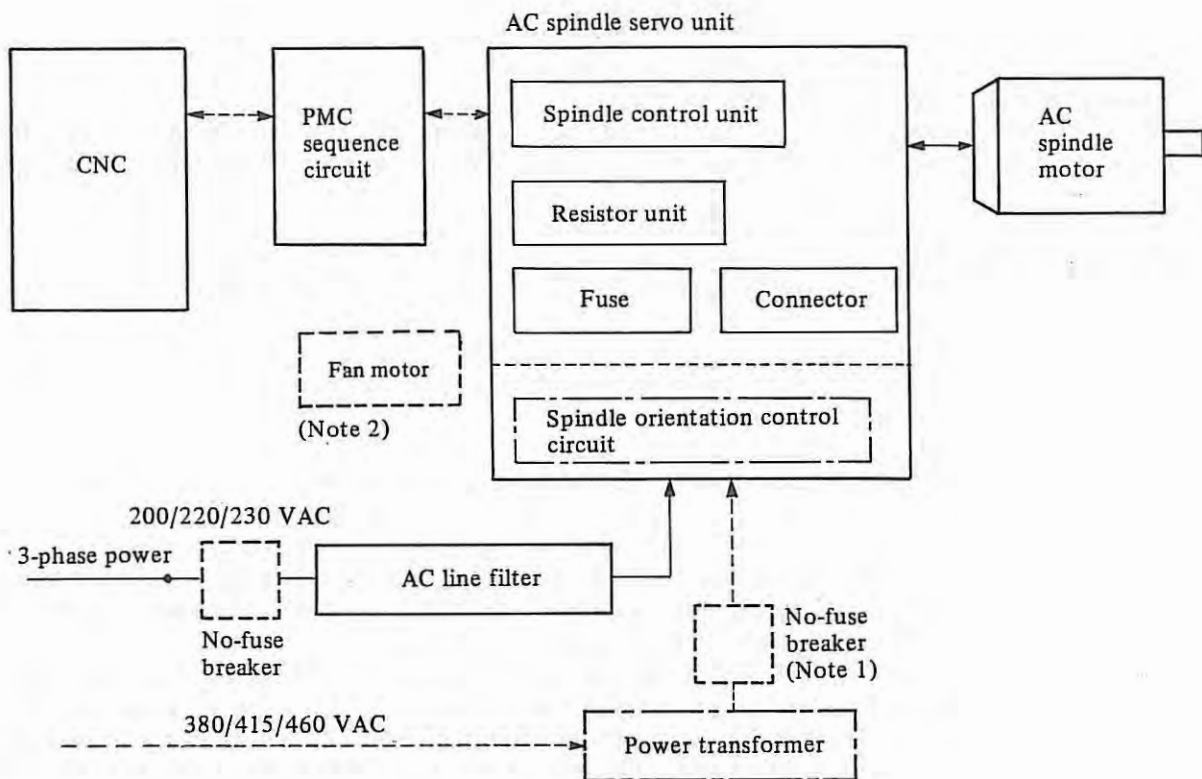 AC spindle servo unit
CNC
PMC
sequence
circuit
Spindle control unit
AC
spindle
motor
Resistor unit
Fuse
Connector
Fan motor
(Note 2)
Spindle orientation control
circuit
200/220/230 VAC
3-phase power
AC line filter
No-fuse
breaker
No-fuse
breaker
(Note 1)
380/415/460 VAC
Power transformer